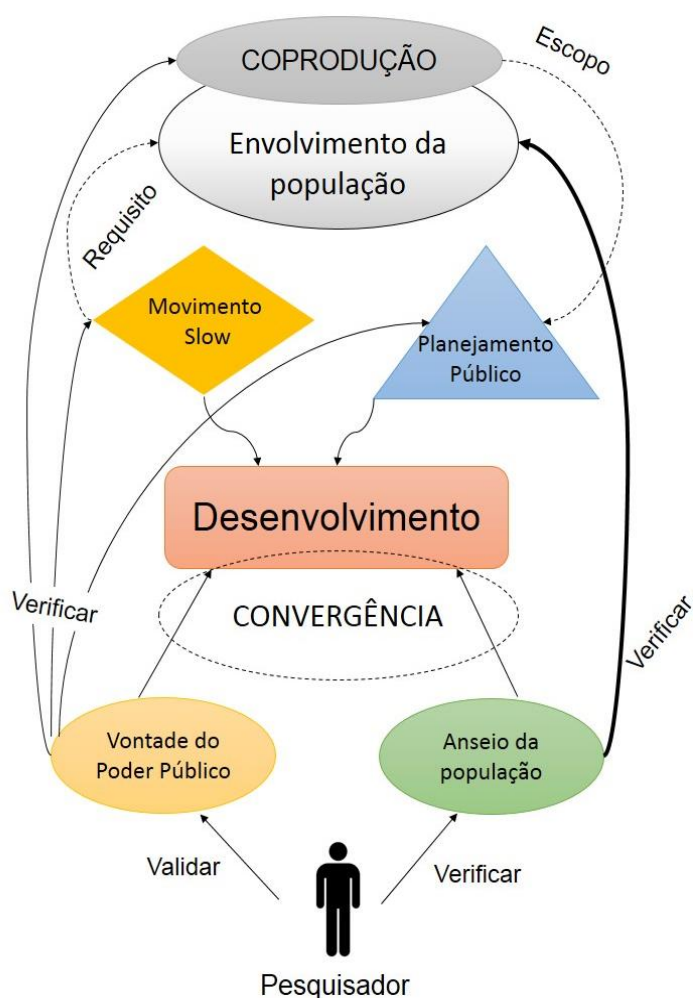 COPRODUÇÃO
Escopo
Envolvimento da
população
Requisito
Movimento
Slow
Planejamento
Público
Desenvolvimento
Verificar
CONVERGÊNCIA
Verificar
Vontade do
Poder Público
Anseio da
população
Validar
Verificar
Pesquisador